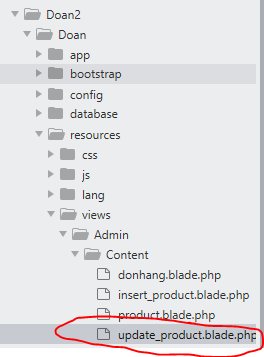 Doan2
Doan
app
bootstrap
config
database
resources
css
js
lang
views
Admin
Content
donhang.blade.php
insert_product.blade.php
product.blade.php
update_product.blade.php